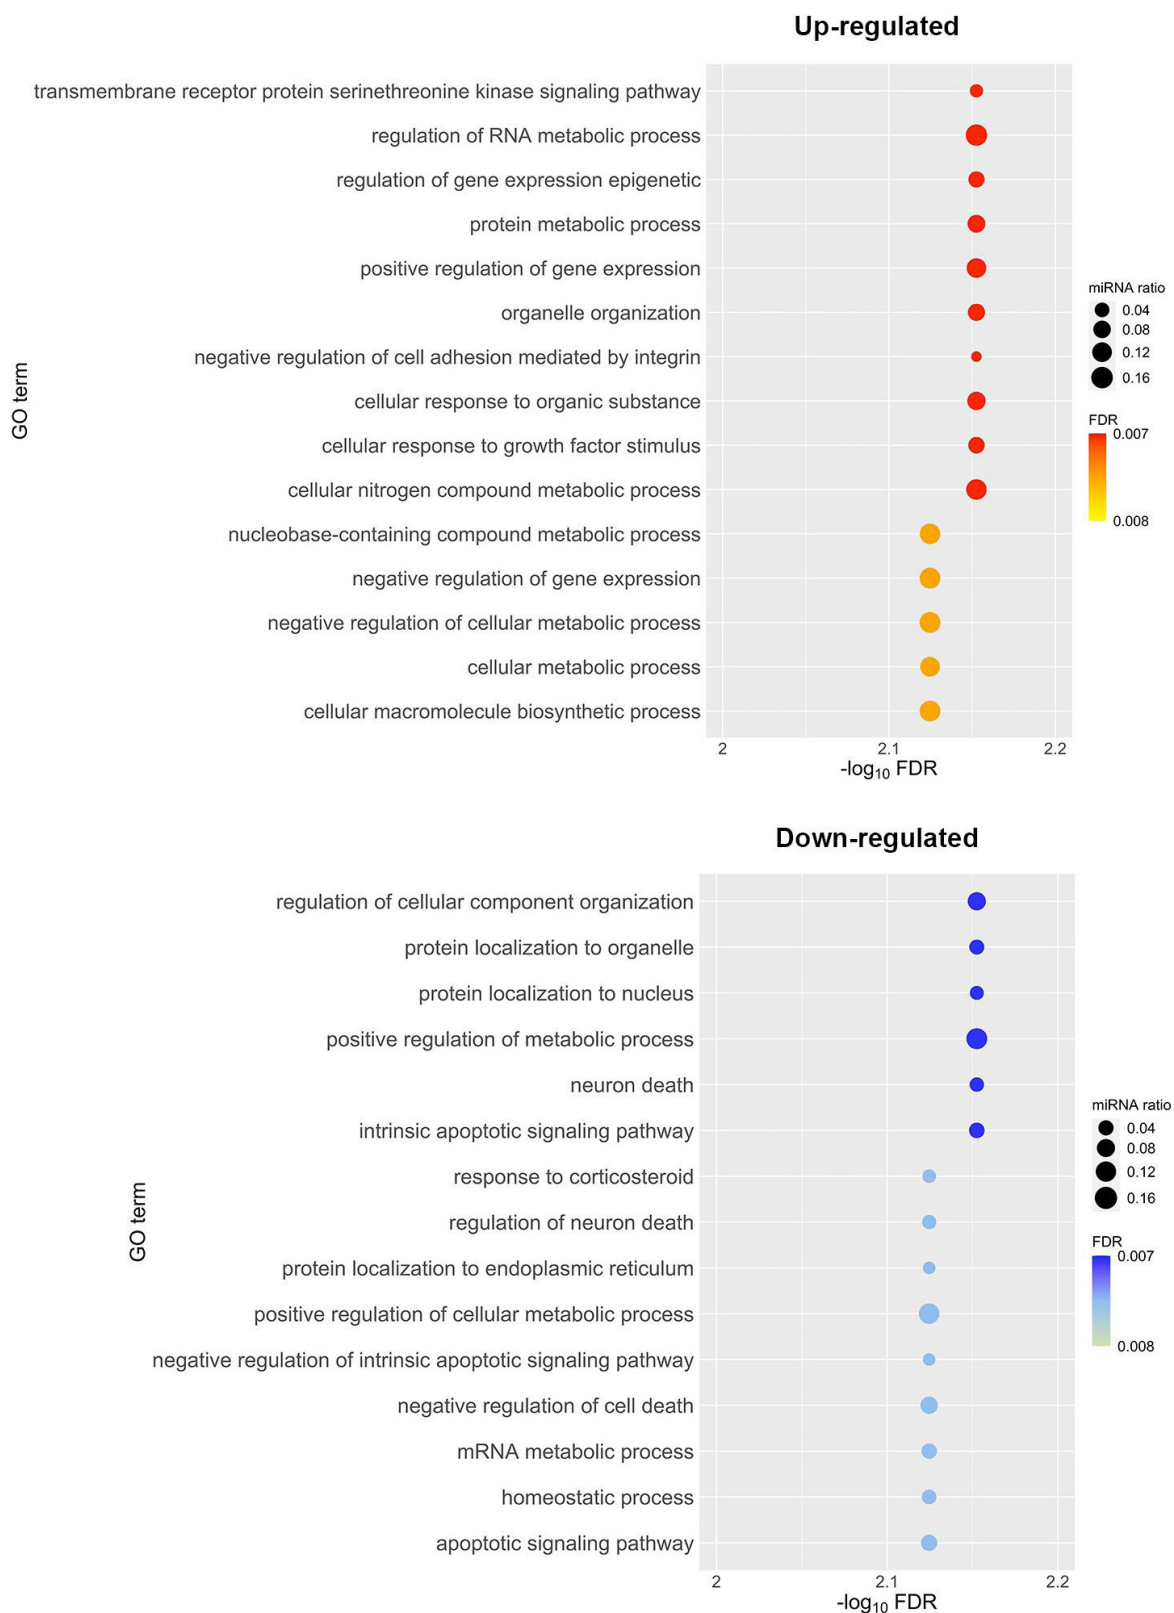 Up-regulated
transmembrane receptor protein serinethreonine kinase signaling pathway
regulation of RNA metabolic process
regulation of gene expression epigenetic
protein metabolic process
positive regulation of gene expression
organelle organization
negative regulation of cell adhesion mediated by integrin
cellular response to organic substance
cellular response to growth factor stimulus
cellular nitrogen compound metabolic process
nucleobase-containing compound metabolic process
negative regulation of gene expression
negative regulation of cellular metabolic process
cellular metabolic process
cellular macromolecule biosynthetic process
GO term
2 2.1 2.2
-log₁₀ FDR
miRNA ratio
0.04
0.08
0.12
0.16
FDR
0.007
0.008
Down-regulated
regulation of cellular component organization
protein localization to organelle
protein localization to nucleus
positive regulation of metabolic process
neuron death
intrinsic apoptotic signaling pathway
response to corticosteroid
regulation of neuron death
protein localization to endoplasmic reticulum
positive regulation of cellular metabolic process
negative regulation of intrinsic apoptotic signaling pathway
negative regulation of cell death
mRNA metabolic process
homeostatic process
apoptotic signaling pathway
GO term
2 2.1 2.2
-log₁₀ FDR
miRNA ratio
0.04
0.08
0.12
0.16
FDR
0.007
0.008